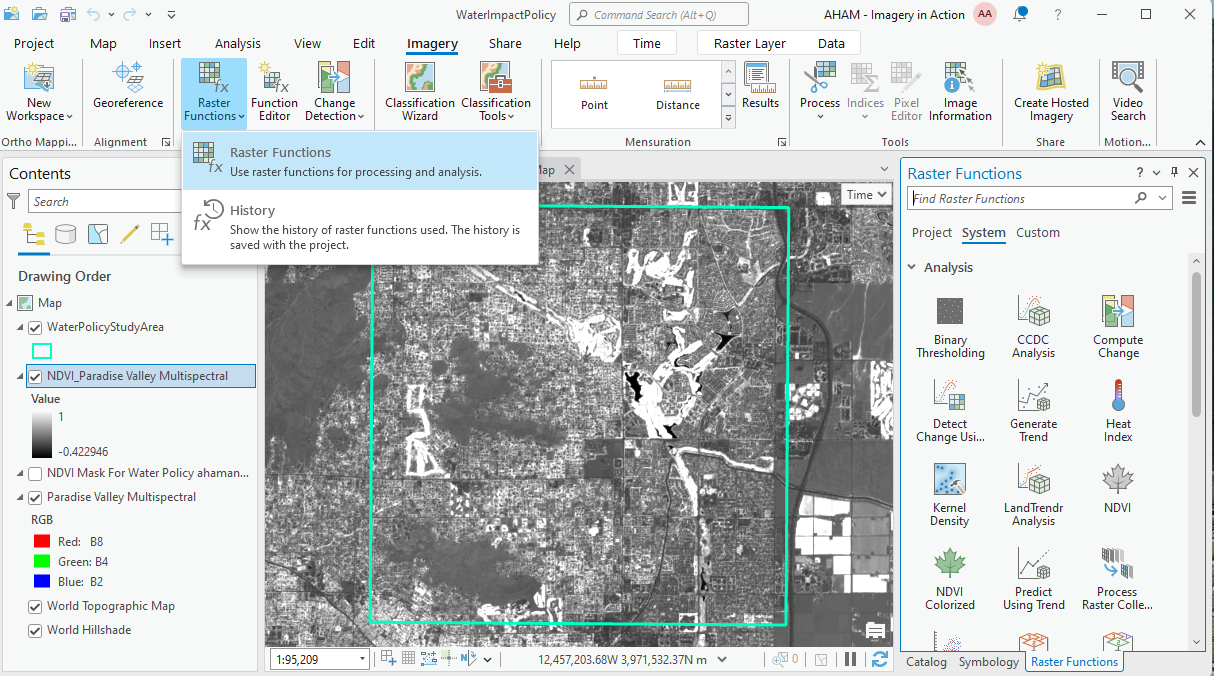 WaterImpactPolicy
Command Search (Alt+Q)
AHAM - Imagery in Action
AA
?
Project
Map
Insert
Analysis
View
Edit
Imagery
Share
Help
Time
Raster Layer
Data
New
Workspace
Georeference
Raster
Functions
Function
Editor
Change
Detection
Classification
Wizard
Classification
Tools
Point
Distance
Results
Process
Indices
Pixel
Editor
Image
Information
Create Hosted
Imagery
Video
Search
Ortho Mappi...
Alignment
Mensuration
Tools
Share
Motion...
Raster Functions
Use raster functions for processing and analysis.
History
Show the history of raster functions used. The history is
saved with the project.
Contents
Search
Drawing Order
Map
WaterPolicyStudyArea
NDVI_Paradise Valley Multispectral
Value
1
-0.422946
NDVI Mask For Water Policy ahaman...
Paradise Valley Multispectral
RGB
Red: B8
Green: B4
Blue: B2
World Topographic Map
World Hillshade
Time
1:95,209
12,457,203.68W 3,971,532.37N m
0
Raster Functions
?
Find Raster Functions
Project
System
Custom
Analysis
Binary
Thresholding
CCDC
Analysis
Compute
Change
Detect
Change Usi...
Generate
Trend
Heat
Index
Kernel
Density
LandTrendr
Analysis
NDVI
NDVI
Colorized
Predict
Using Trend
Process
Raster Colle...
Catalog
Symbology
Raster Functions